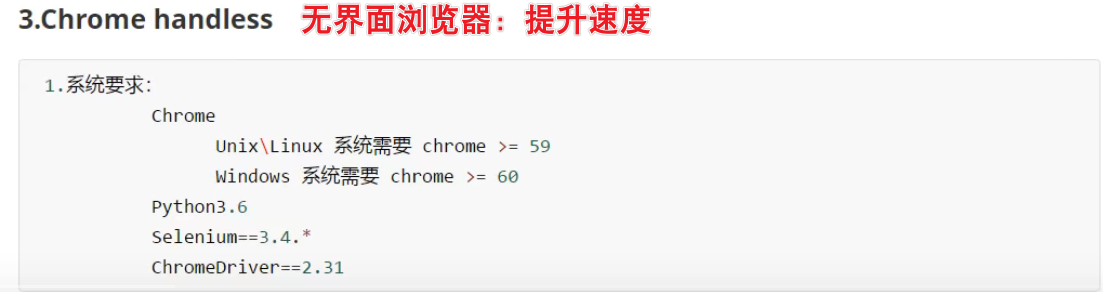 3.Chrome handless 无界面浏览器：提升速度
1.系统要求:
Chrome
Unix\Linux 系统需要 chrome >= 59
Windows 系统需要 chrome >= 60
Python3.6
Selenium==3.4.*
ChromeDriver==2.31